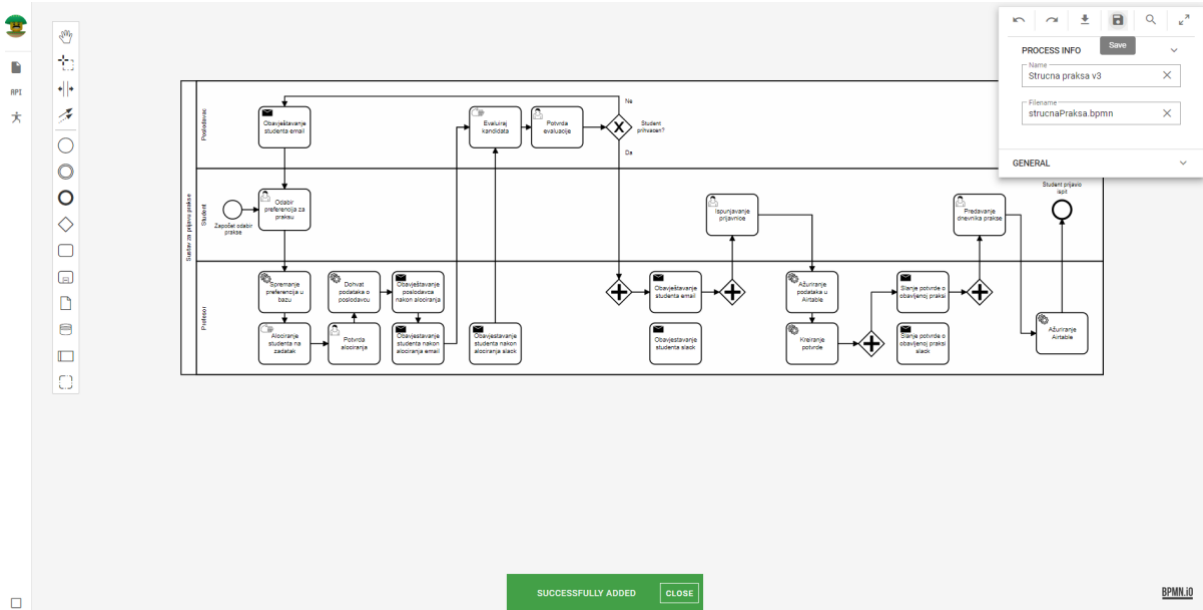 API
Save
PROCESS INFO
Name
Strucna praksa v3
Filename
strucnaPraksa.bpmn
GENERAL
Sustav za prijavu prakse
Poslodavac
Obavještavanje
studenta email
Evaluiraj
kandidata
Potvrda
evaluacije
Ne
Student
prihvaćen?
Da
Student
Započet odabir
prakse
Odabir
preferencija za
praksu
Ispunjavanje
prijavnice
Predavanje
dnevnika prakse
Student prijavio
ispit
Profesor
Spremanje
preferencija u
bazu
Dohvat
podataka o
poslodavcu
Obavještavanje
poslodavca
nakon alociranja
Obavještavanje
studenta email
Ažuriranje
podataka u
Airtable
Slanje potvrde o
obavljenoj praksi
Alociranje
studenta na
zadatak
Potvrda
alociranja
Obavjestavanje
studenta nakon
alociranja email
Obavjestavanje
studenta nakon
alociranja slack
Obavjestavanje
studenta slack
Kreiranje
potvrde
Slanje potvrde o
obavljenoj praksi
slack
Ažuriranje
Airtable
SUCCESSFULLY ADDED
CLOSE
BPMN.iO